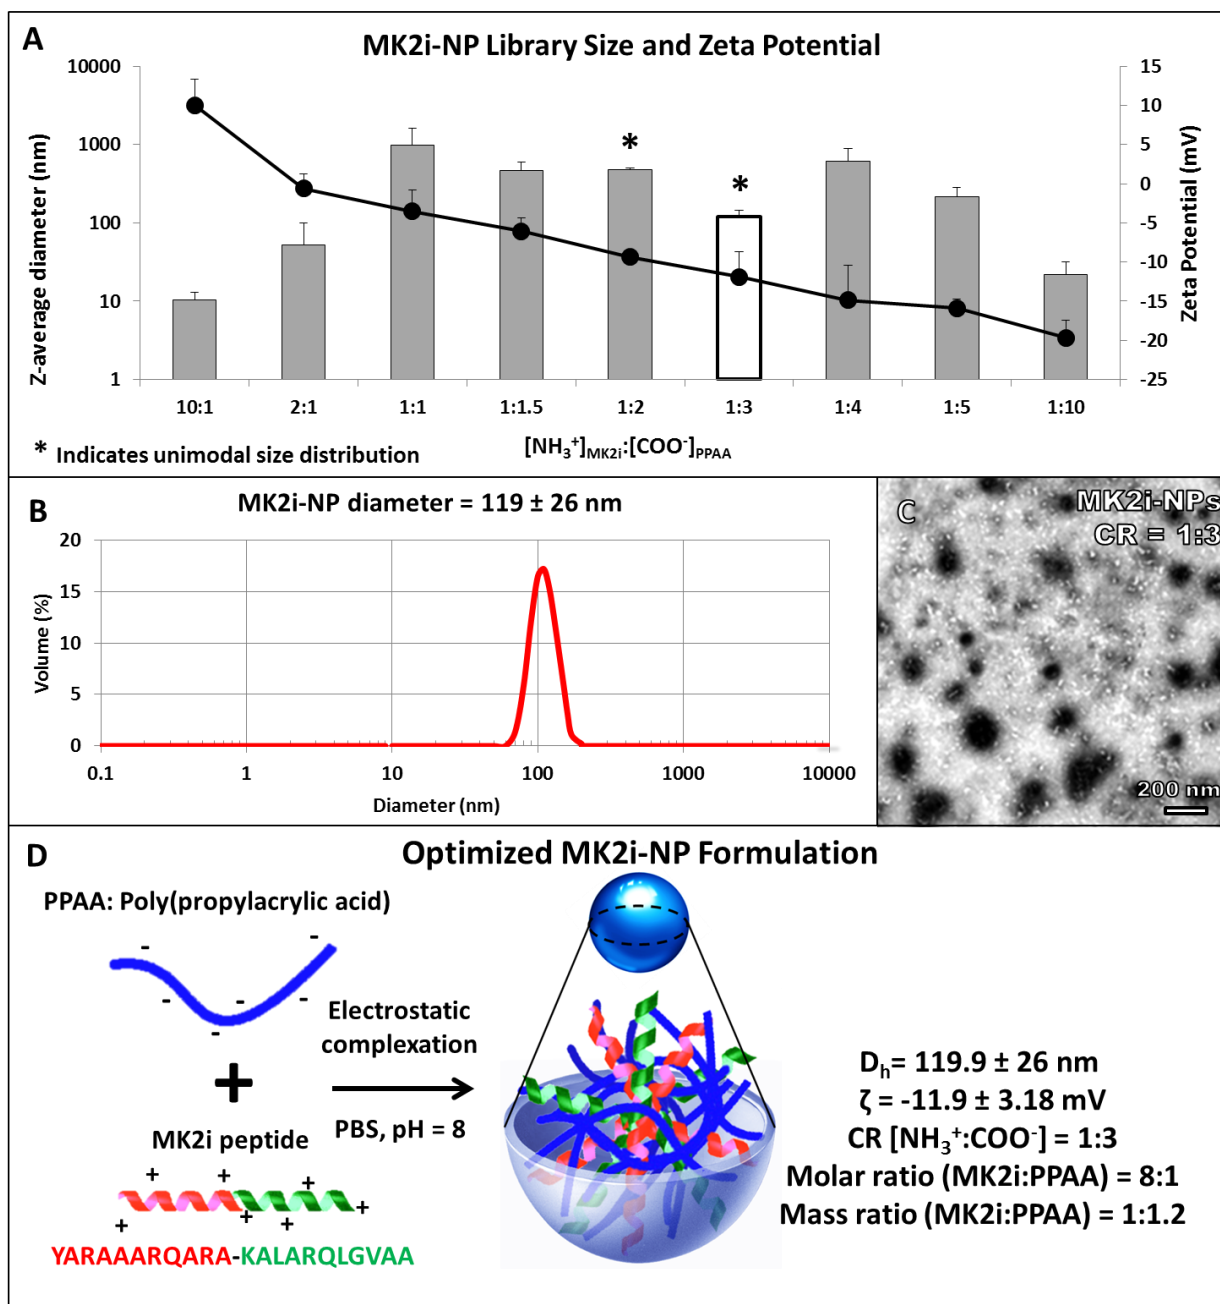 A
MK2i-NP Library Size and Zeta Potential
Z-average diameter (nm)
10000
1000
100
10
1
15
10
5
0
-5
-10
-15
-20
-25
Zeta Potential (mV)
*
*
10:1 2:1 1:1 1:1.5 1:2 1:3 1:4 1:5 1:10
* Indicates unimodal size distribution
[NH₃⁺]MK2i:[COO⁻]PPAA
B
MK2i-NP diameter = 119 ± 26 nm
Volume (%)
20
15
10
5
0
0.1 1 10 100 1000 10000
Diameter (nm)
C
MK2i-NPs
CR = 1:3
200 nm
D
Optimized MK2i-NP Formulation
PPAA: Poly(propylacrylic acid)
- - - - - -
+
Electrostatic
complexation
PBS, pH = 8
MK2i peptide
+ + + + + + +
YARAAARQARA-KALARQLGVAA
Dₕ= 119.9 ± 26 nm
ζ = -11.9 ± 3.18 mV
CR [NH₃⁺:COO⁻] = 1:3
Molar ratio (MK2i:PPAA) = 8:1
Mass ratio (MK2i:PPAA) = 1:1.2